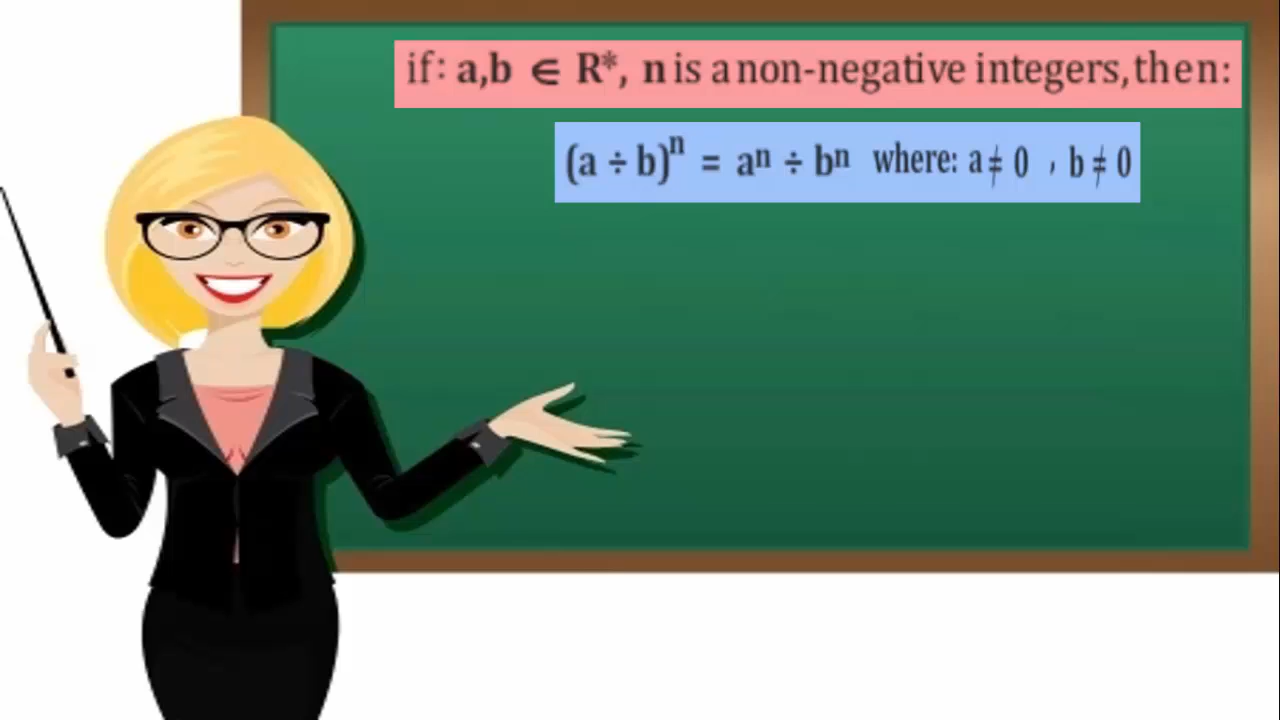 if: a,b ∈ R*, n is a non-negative integers, then:
(a ÷ b)ⁿ = aⁿ ÷ bⁿ where: a ≠ 0 , b ≠ 0